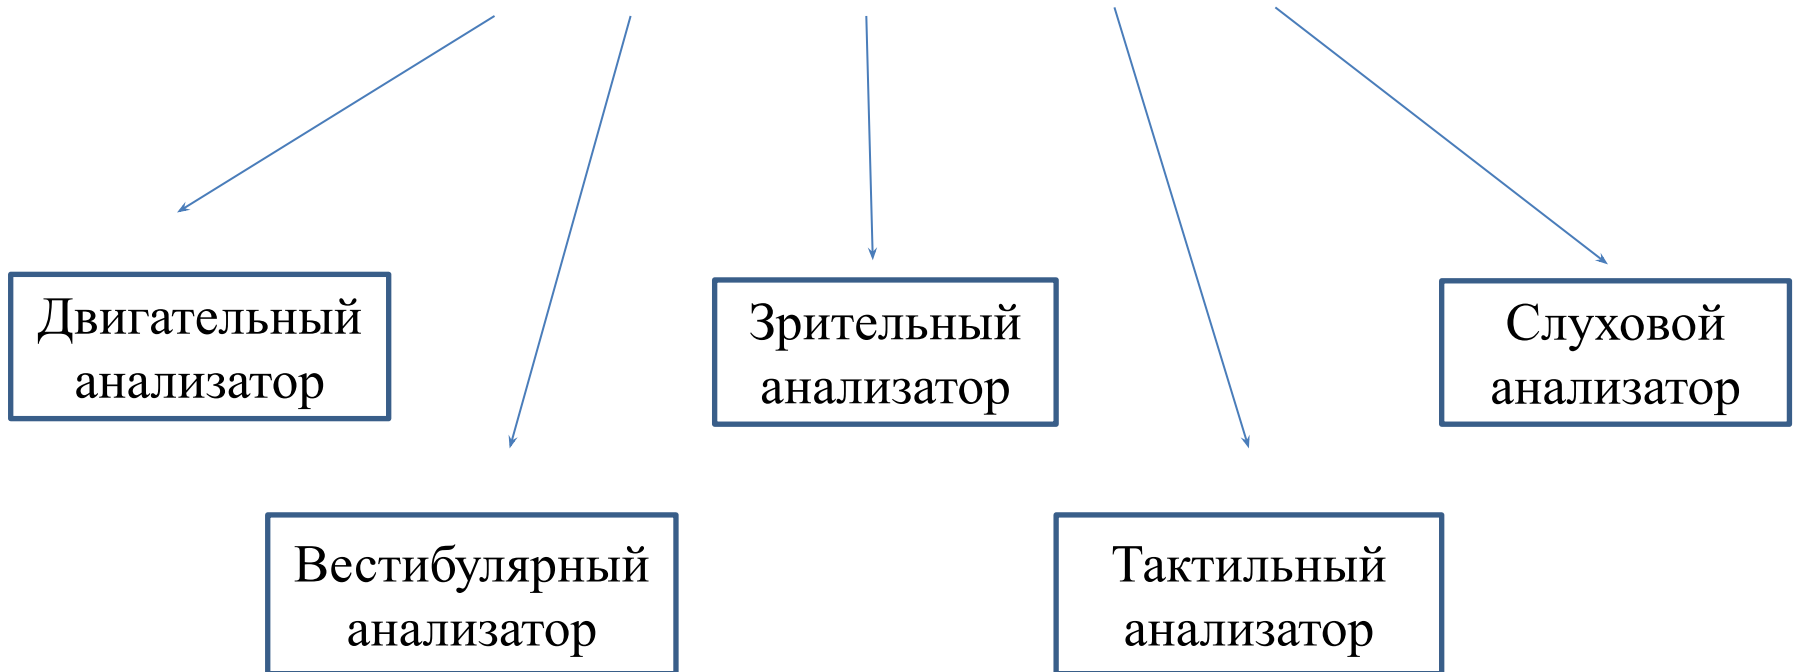 Двигательный
анализатор
Зрительный
анализатор
Слуховой
анализатор
Вестибулярный
анализатор
Тактильный
анализатор